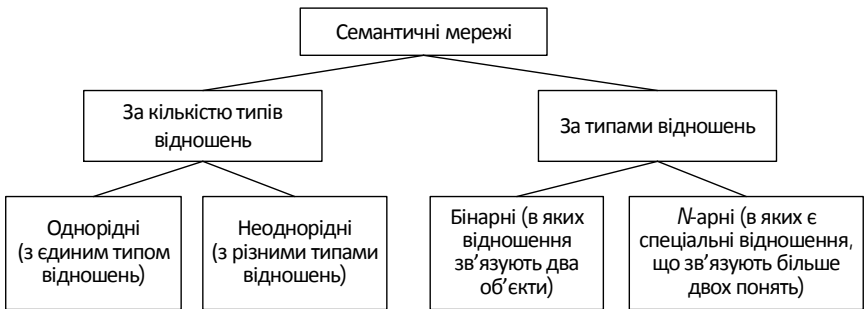 Семантичні мережі
За кількістю типів
відношень
За типами відношень
Однорідні
(з єдиним типом
відношень)
Неоднорідні
(з різними типами
відношень)
Бінарні (в яких
відношення
зв’язують два
об’єкти)
N-арні (в яких є
спеціальні відношення,
що зв’язують більше
двох понять)